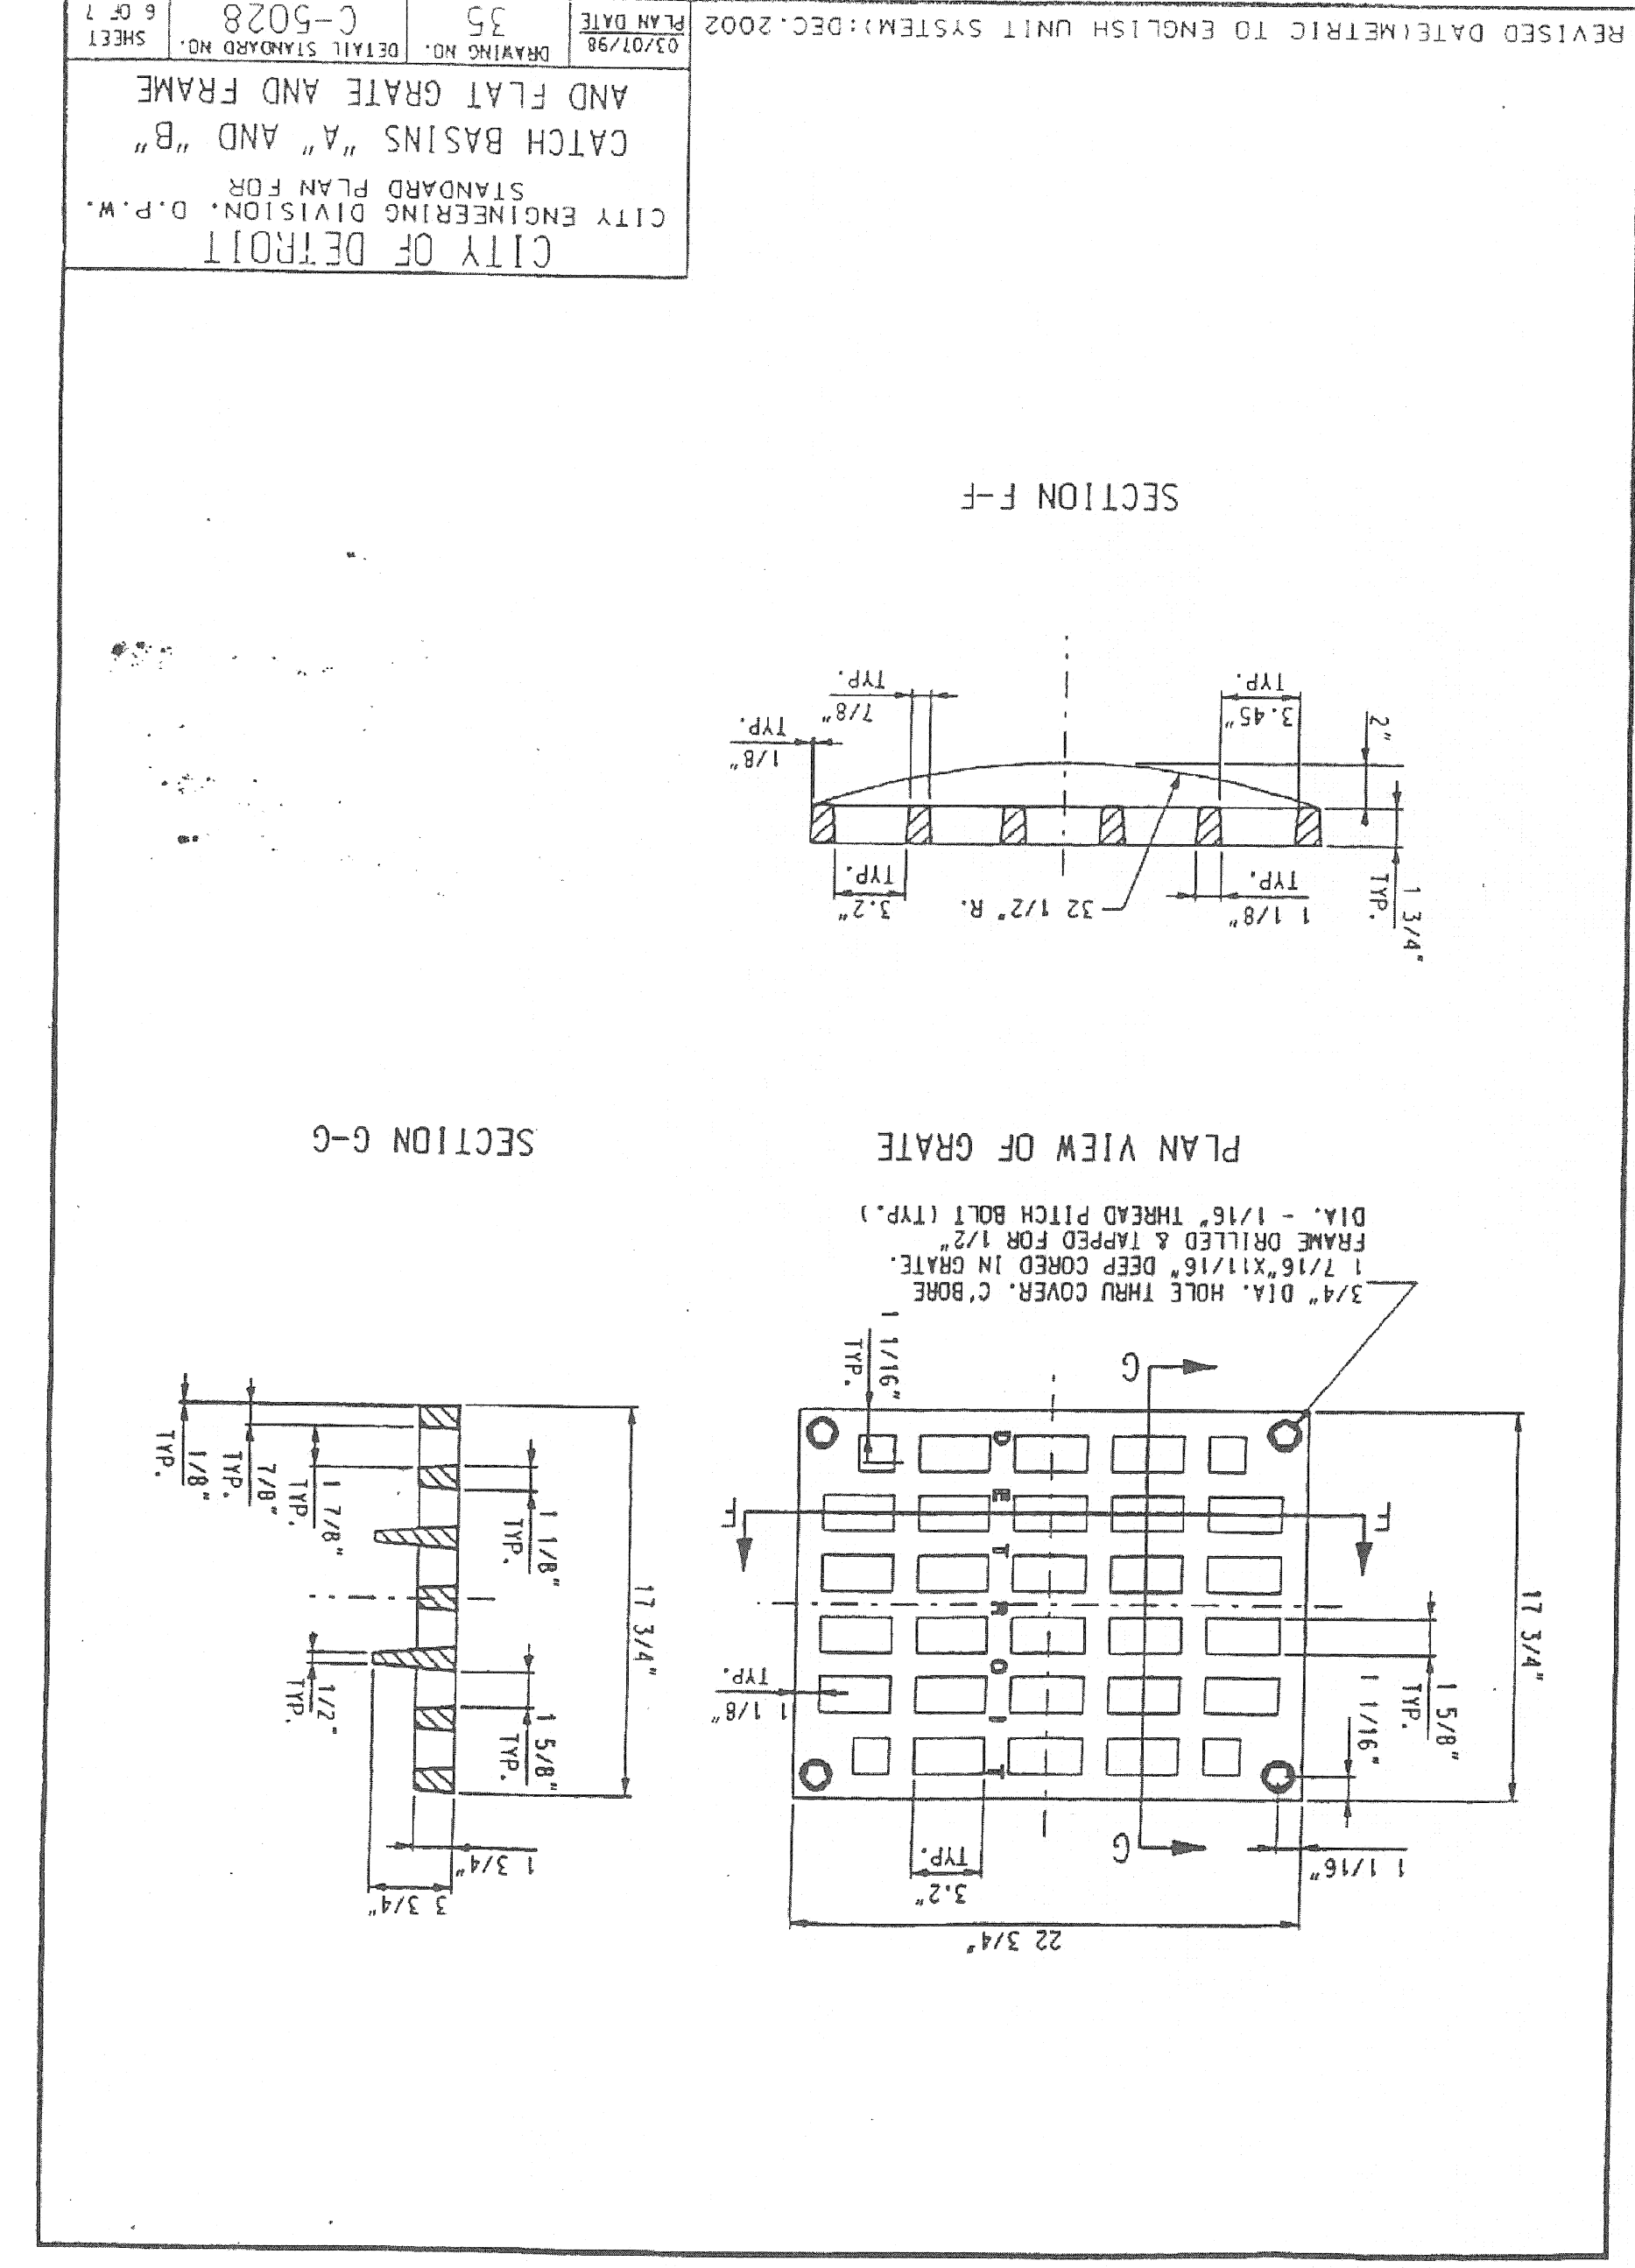 22 3/4"
3.2"
TYP.
1 1/16"
G
1 1/16"
1 5/8"
TYP.
17 3/4"
1 1/8"
TYP.
F
F
D
E
T
R
O
I
T
G
1 1/16"
TYP.
3/4" DIA. HOLE THRU COVER. C'BORE
1 7/16"X11/16" DEEP CORED IN GRATE.
FRAME DRILLED & TAPPED FOR 1/2"
DIA. - 1/16" THREAD PITCH BOLT (TYP.)
PLAN VIEW OF GRATE
3 3/4"
1 3/4"
1 5/8"
TYP.
1/2"
TYP.
17 3/4"
1 1/8"
TYP.
1 7/8"
TYP.
7/8"
TYP.
1/8"
TYP.
SECTION G-G
1 3/4"
TYP.
1 1/8"
TYP.
32 1/2" R.
3.2"
TYP.
2"
3.45"
TYP.
7/8"
TYP.
1/8"
TYP.
SECTION F-F
CITY OF DETROIT
CITY ENGINEERING DIVISION. D.P.W.
STANDARD PLAN FOR
CATCH BASINS "A" AND "B"
AND FLAT GRATE AND FRAME
REVISED DATE(METRIC TO ENGLISH UNIT SYSTEM):DEC.2002
03/07/98
PLAN DATE
DRAWING NO.
35
DETAIL STANDARD NO.
C-5028
SHEET
6 OF 7